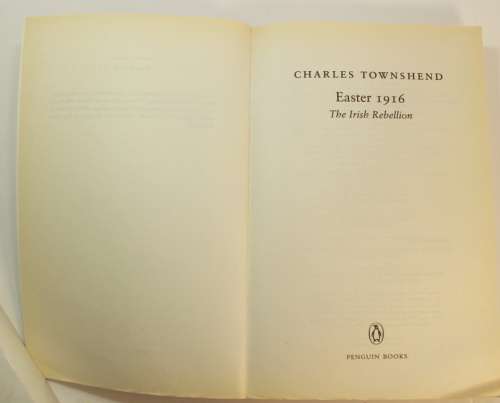 CHARLES TOWNSHEND
Easter 1916
The Irish Rebellion
PENGUIN BOOKS